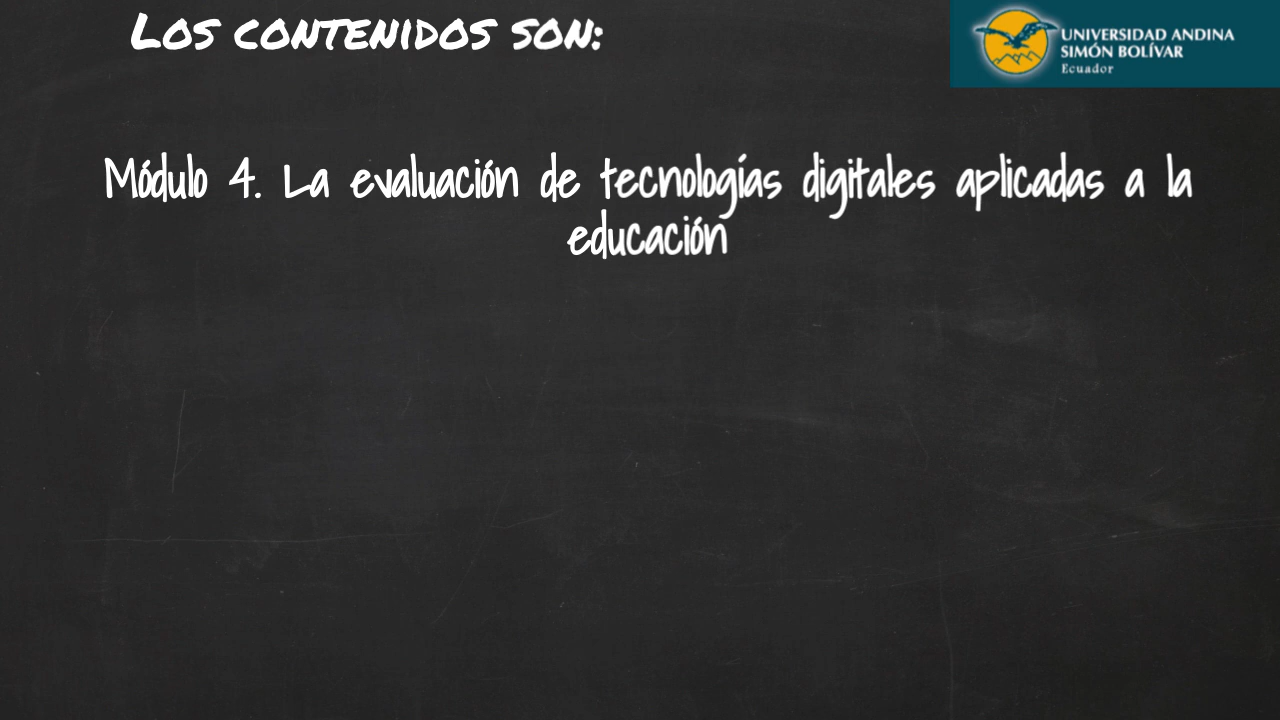 Los contenidos son:
UNIVERSIDAD ANDINA
SIMÓN BOLÍVAR
Ecuador
Módulo 4. La evaluación de tecnologías digitales aplicadas a la
educación